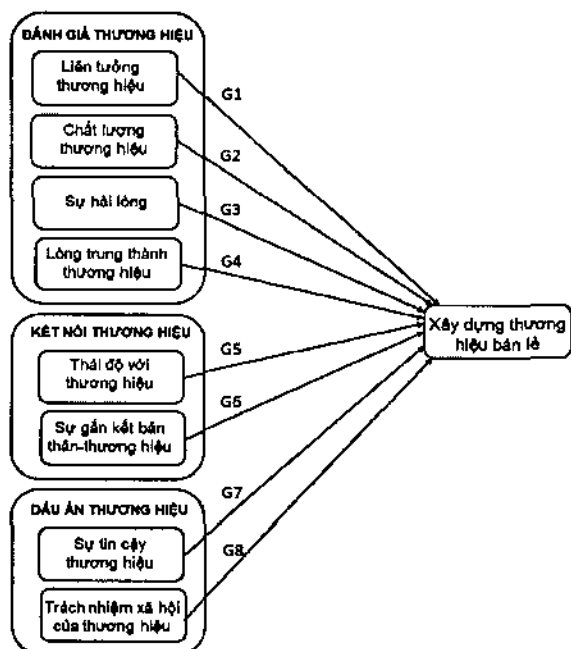 ĐÁNH GIÁ THƯƠNG HIỆU
Liên tưởng
thương hiệu
G1
Chất lượng
thương hiệu
G2
Sự hài lòng
G3
Lòng trung thành
thương hiệu
G4
Xây dựng thương
hiệu bán lẻ
KẾT NỐI THƯƠNG HIỆU
Thái độ với
thương hiệu
G5
Sự gắn kết bản
thân-thương hiệu
G6
DẤU ẤN THƯƠNG HIỆU
G7
Sự tin cậy
thương hiệu
G8
Trách nhiệm xã hội
của thương hiệu